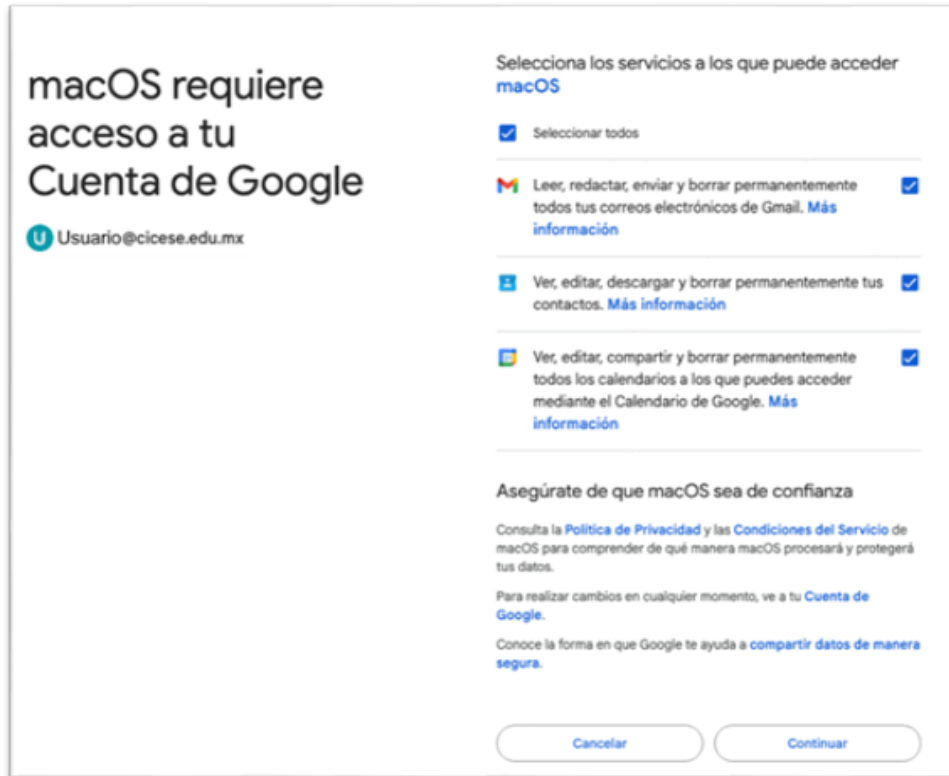 macOS requiere
acceso a tu
Cuenta de Google
U Usuario@cicese.edu.mx
Selecciona los servicios a los que puede acceder
macOS
Seleccionar todos
Leer, redactar, enviar y borrar permanentemente
todos tus correos electrónicos de Gmail. Más
información
Ver, editar, descargar y borrar permanentemente tus
contactos. Más información
Ver, editar, compartir y borrar permanentemente
todos los calendarios a los que puedes acceder
mediante el Calendario de Google. Más
información
Asegúrate de que macOS sea de confianza
Consulta la Política de Privacidad y las Condiciones del Servicio de
macOS para comprender de qué manera macOS procesará y protegerá
tus datos.
Para realizar cambios en cualquier momento, ve a tu Cuenta de
Google.
Conoce la forma en que Google te ayuda a compartir datos de manera
segura.
Cancelar
Continuar